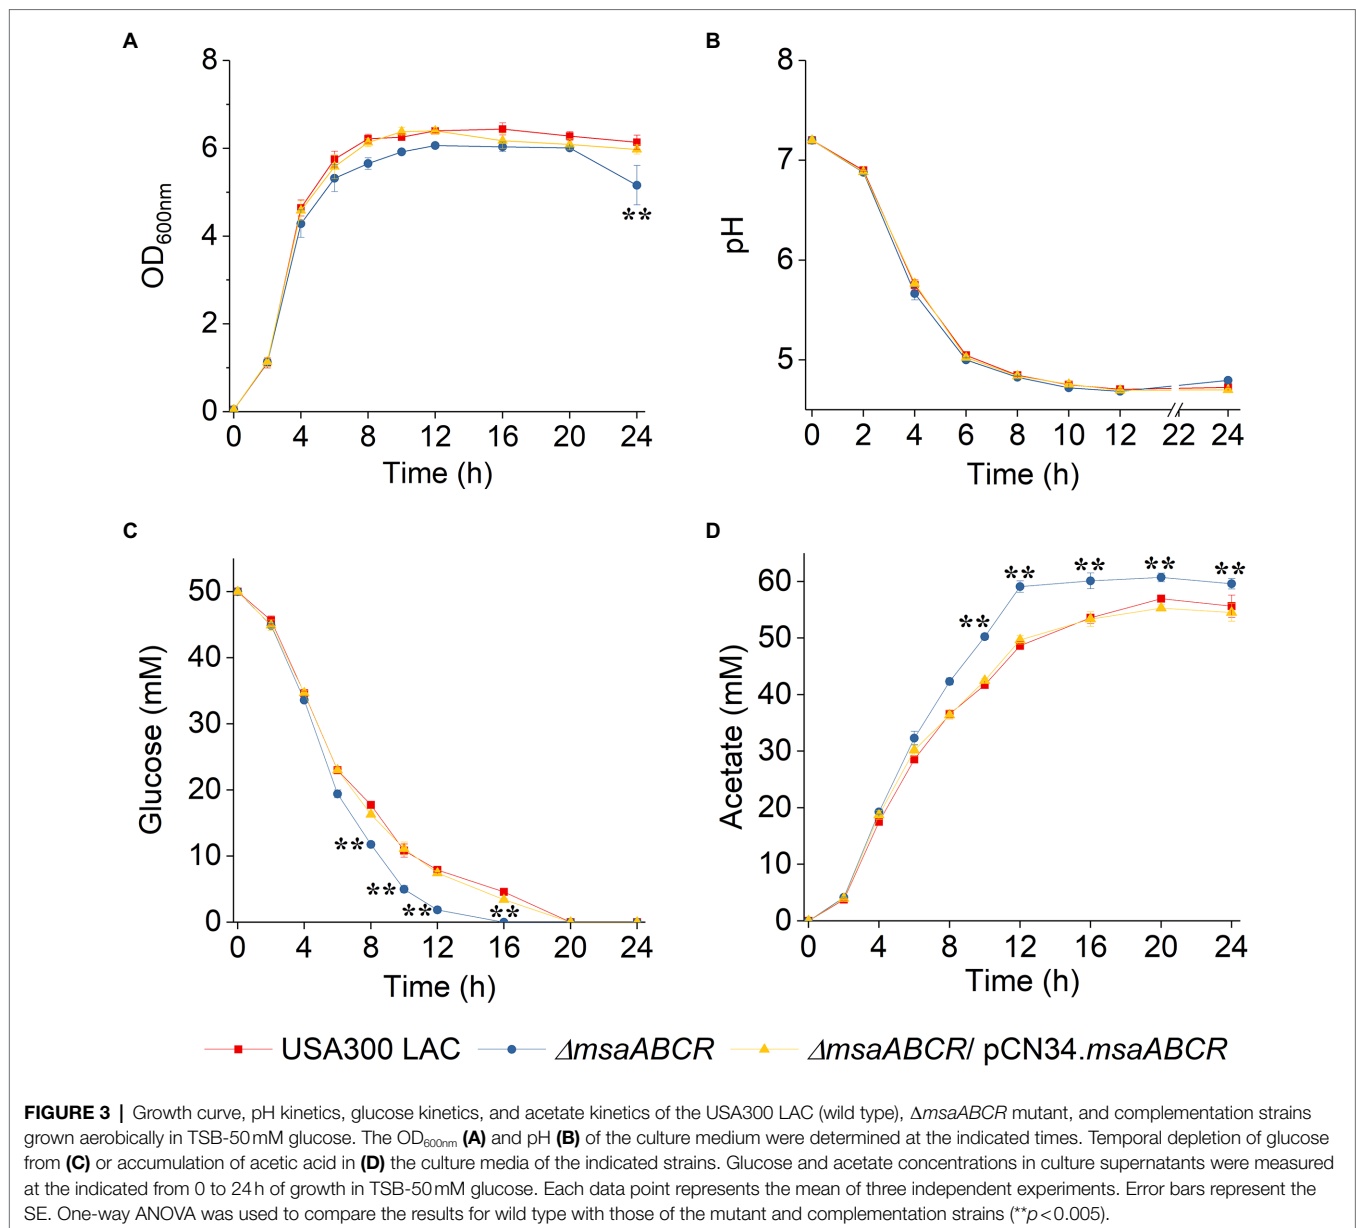 A
8
6
4
2
0
OD600nm
0 4 8 12 16 20 24
Time (h)
**
B
8
7
6
5
pH
0 2 4 6 8 10 12 22 24
Time (h)
C
50
40
30
20
10
0
Glucose (mM)
0 4 8 12 16 20 24
Time (h)
**
**
**
**
D
60
50
40
30
20
10
0
Acetate (mM)
0 4 8 12 16 20 24
Time (h)
**
**
**
**
**
USA300 LAC ΔmsaABCR ΔmsaABCR/ pCN34.msaABCR
FIGURE 3 | Growth curve, pH kinetics, glucose kinetics, and acetate kinetics of the USA300 LAC (wild type), ΔmsaABCR mutant, and complementation strains
grown aerobically in TSB-50 mM glucose. The OD600nm (A) and pH (B) of the culture medium were determined at the indicated times. Temporal depletion of glucose
from (C) or accumulation of acetic acid in (D) the culture media of the indicated strains. Glucose and acetate concentrations in culture supernatants were measured
at the indicated from 0 to 24 h of growth in TSB-50 mM glucose. Each data point represents the mean of three independent experiments. Error bars represent the
SE. One-way ANOVA was used to compare the results for wild type with those of the mutant and complementation strains (**p < 0.005).